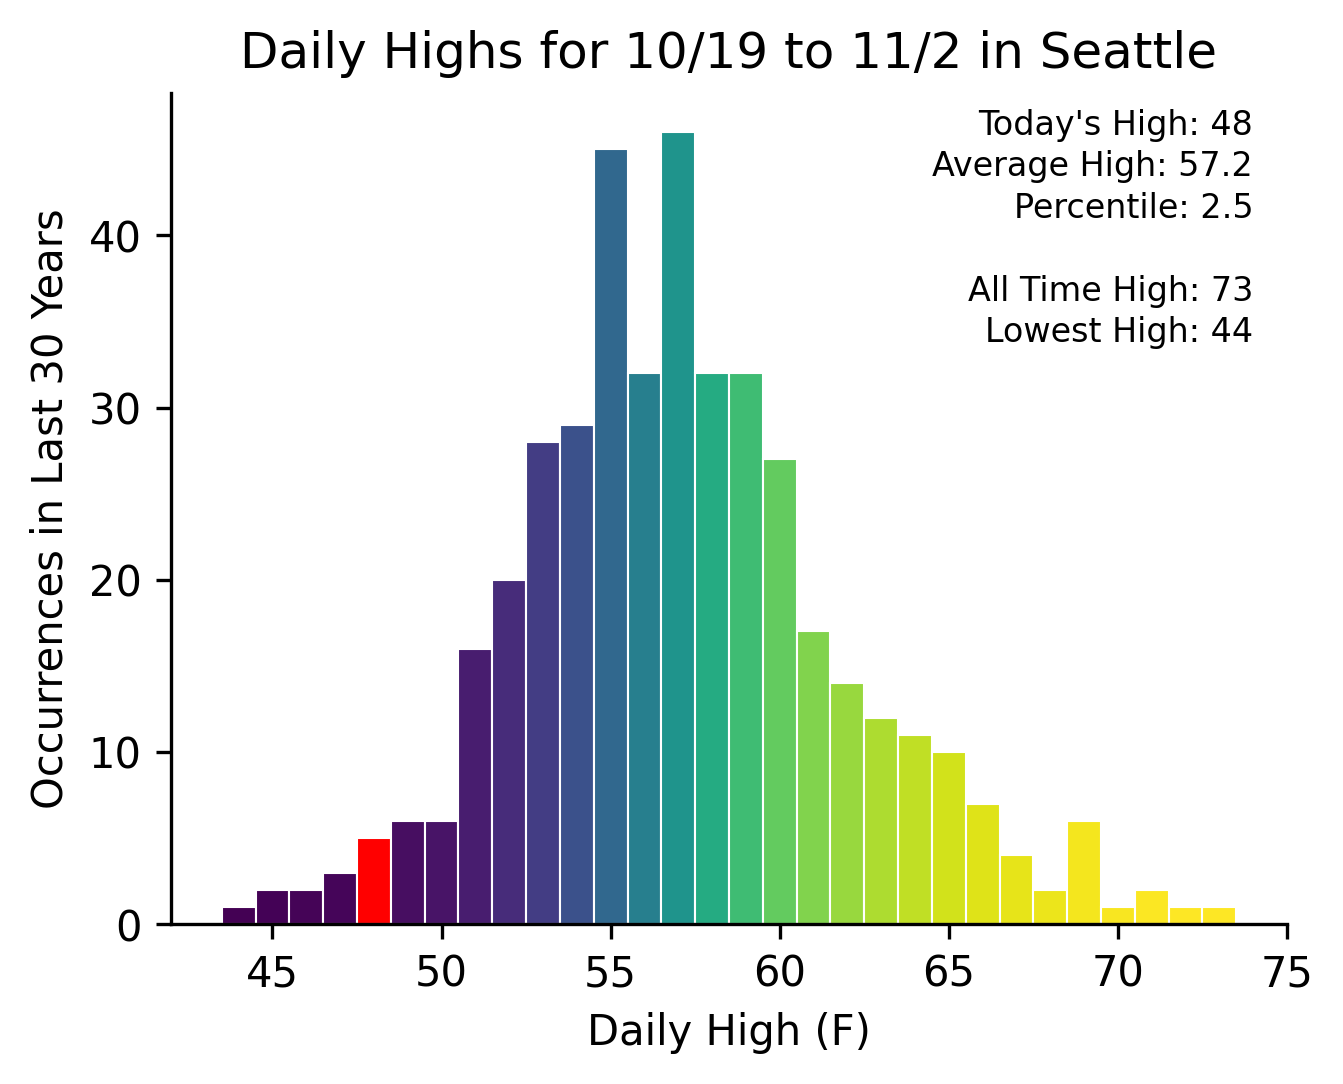 Daily Highs for 10/19 to 11/2 in Seattle
Today's High: 48
Average High: 57.2
Percentile: 2.5
All Time High: 73
Lowest High: 44
Occurrences in Last 30 Years
40
30
20
10
0
45 50 55 60 65 70 75
Daily High (F)